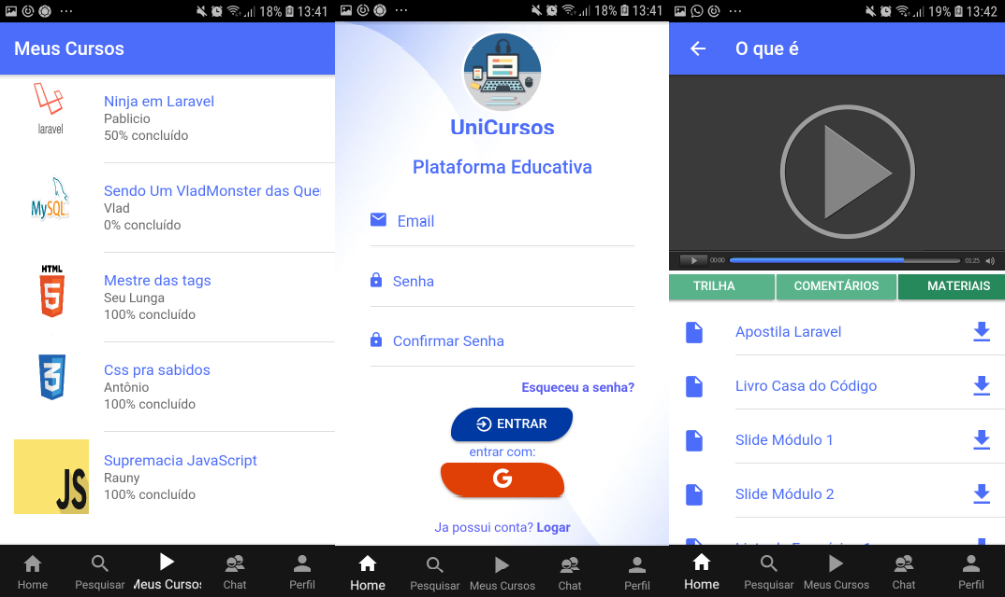 18% 13:41
Meus Cursos
laravel
Ninja em Laravel
Pablicio
50% concluído
MySQL
Sendo Um VladMonster das Que
Vlad
0% concluído
HTML
5
Mestre das tags
Seu Lunga
100% concluído
3
Css pra sabidos
Antônio
100% concluído
JS
Supremacia JavaScript
Rauny
100% concluído
Home
Pesquisar
Meus Cursos
Chat
Perfil
18% 13:41
UniCursos
Plataforma Educativa
Email
Senha
Confirmar Senha
Esqueceu a senha?
ENTRAR
entrar com:
G
Ja possui conta? Logar
Home
Pesquisar
Meus Cursos
Chat
Perfil
19% 13:42
O que é
00:00
01:25
TRILHA
COMENTÁRIOS
MATERIAIS
Apostila Laravel
Livro Casa do Código
Slide Módulo 1
Slide Módulo 2
Home
Pesquisar
Meus Cursos
Chat
Perfil